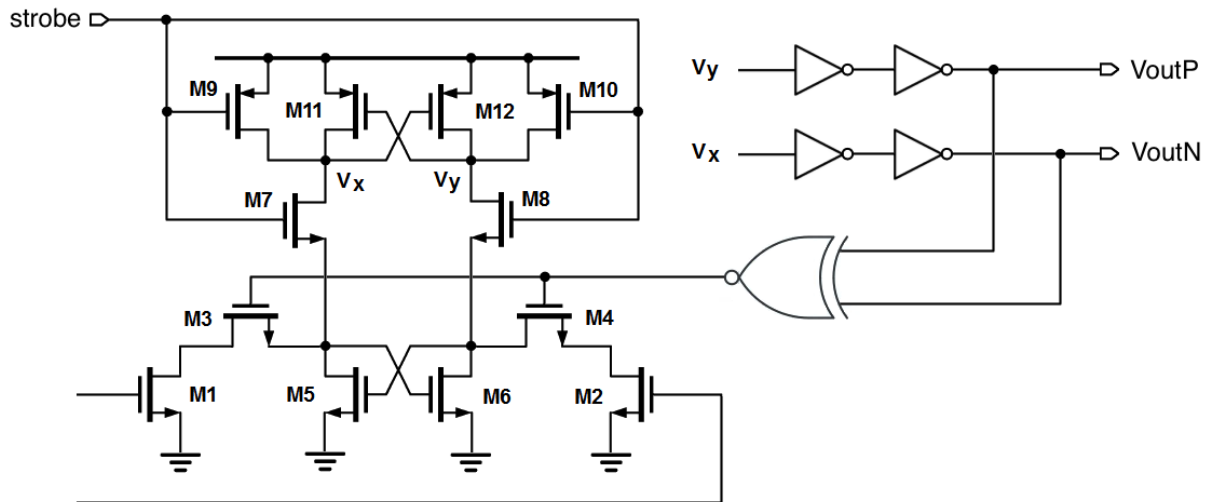 strobe
M9
M11
M12
M10
Vx
Vy
M7
M8
M3
M4
M1
M5
M6
M2
Vy
VoutP
Vx
VoutN